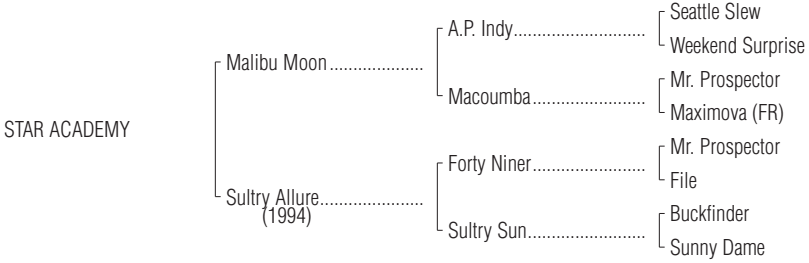 Seattle Slew
A.P. Indy..............................
Weekend Surprise
Malibu Moon.....................
Mr. Prospector
Macoumba..........................
Maximova (FR)
STAR ACADEMY
Mr. Prospector
Forty Niner..........................
File
Sultry Allure.......................
(1994)
Buckfinder
Sultry Sun...........................
Sunny Dame